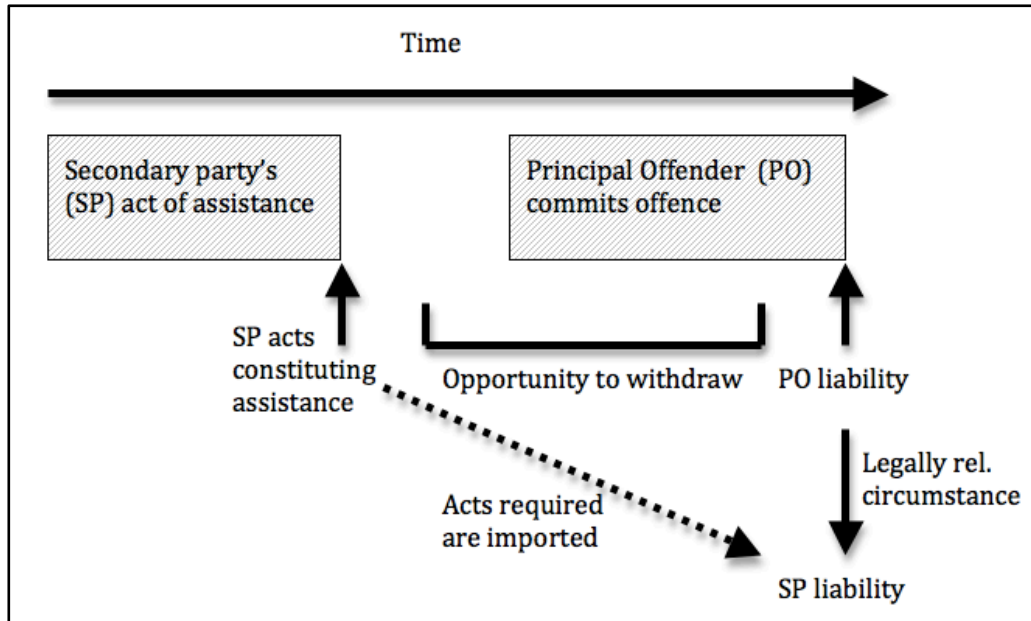 Time
Secondary party's
(SP) act of assistance
Principal Offender (PO)
commits offence
SP acts
constituting
assistance
Opportunity to withdraw
PO liability
Legally rel.
circumstance
Acts required
are imported
SP liability